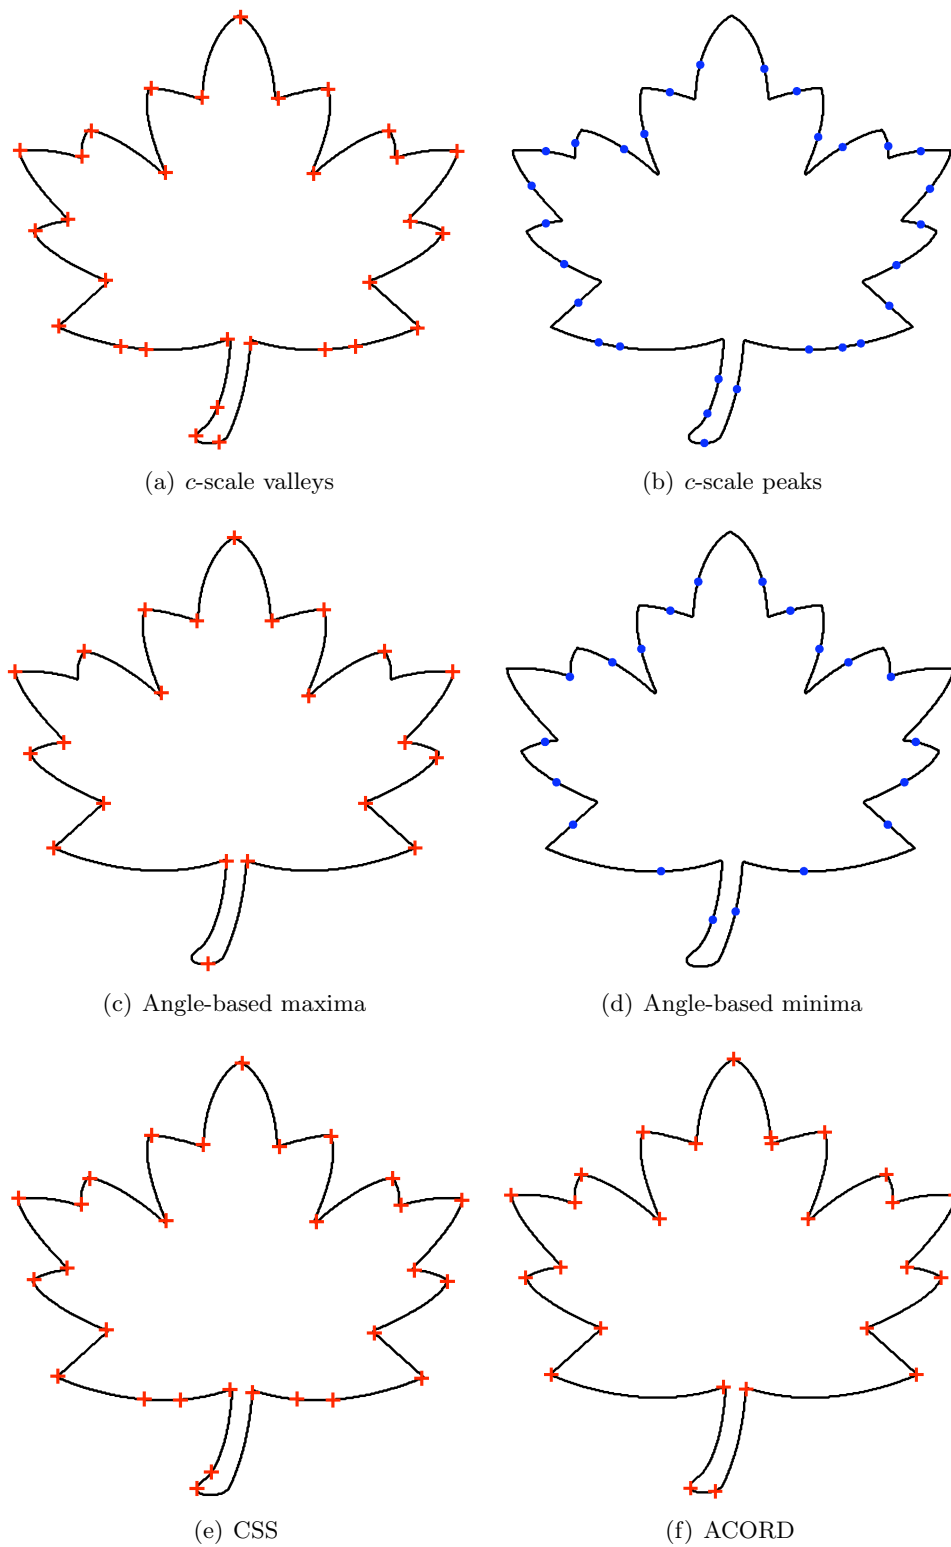 (a) c-scale valleys
(b) c-scale peaks
(c) Angle-based maxima
(d) Angle-based minima
(e) CSS
(f) ACORD